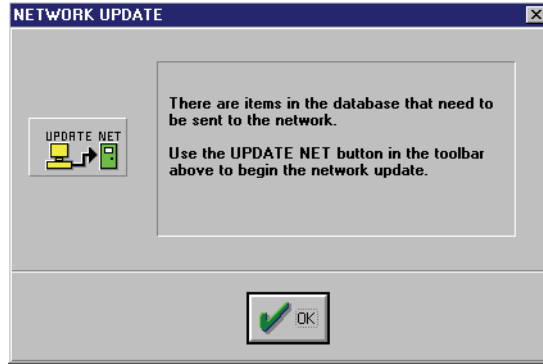 NETWORK UPDATE
There are items in the database that need to
be sent to the network.
UPDATE NET
Use the UPDATE NET button in the toolbar
above to begin the network update.
OK